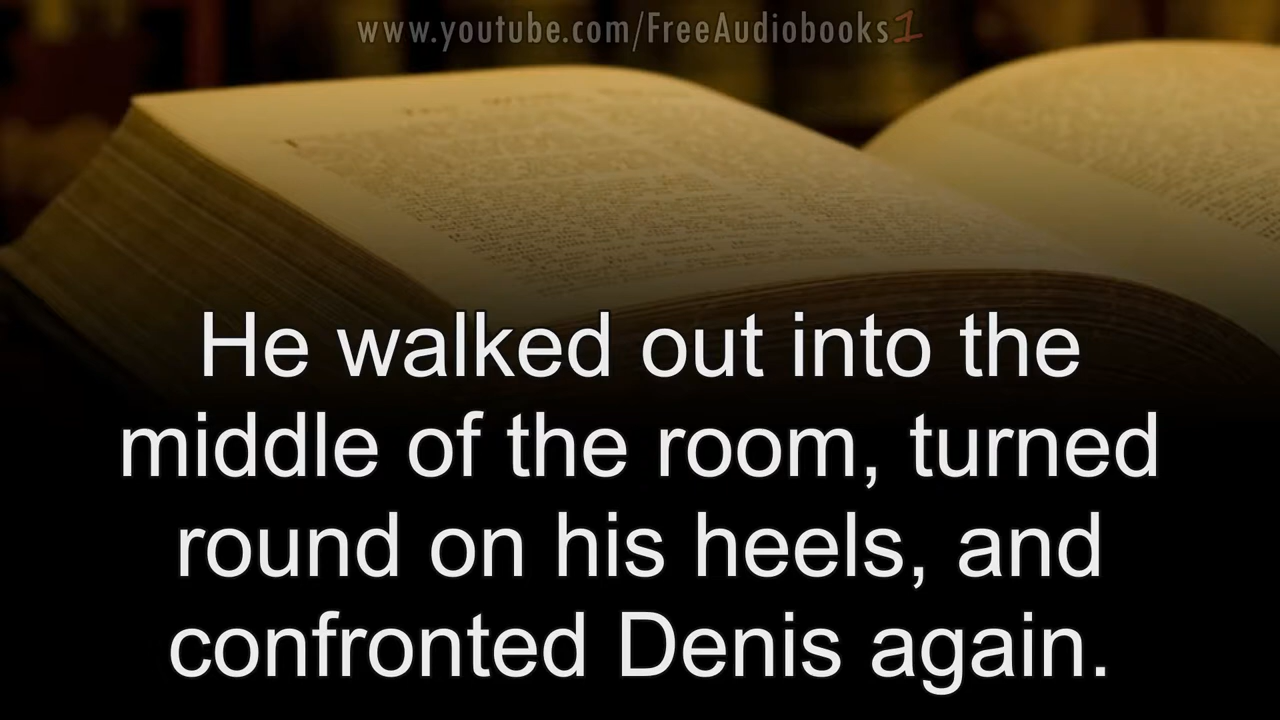 www.youtube.com/FreeAudiobooks1
He walked out into the
middle of the room, turned
round on his heels, and
confronted Denis again.